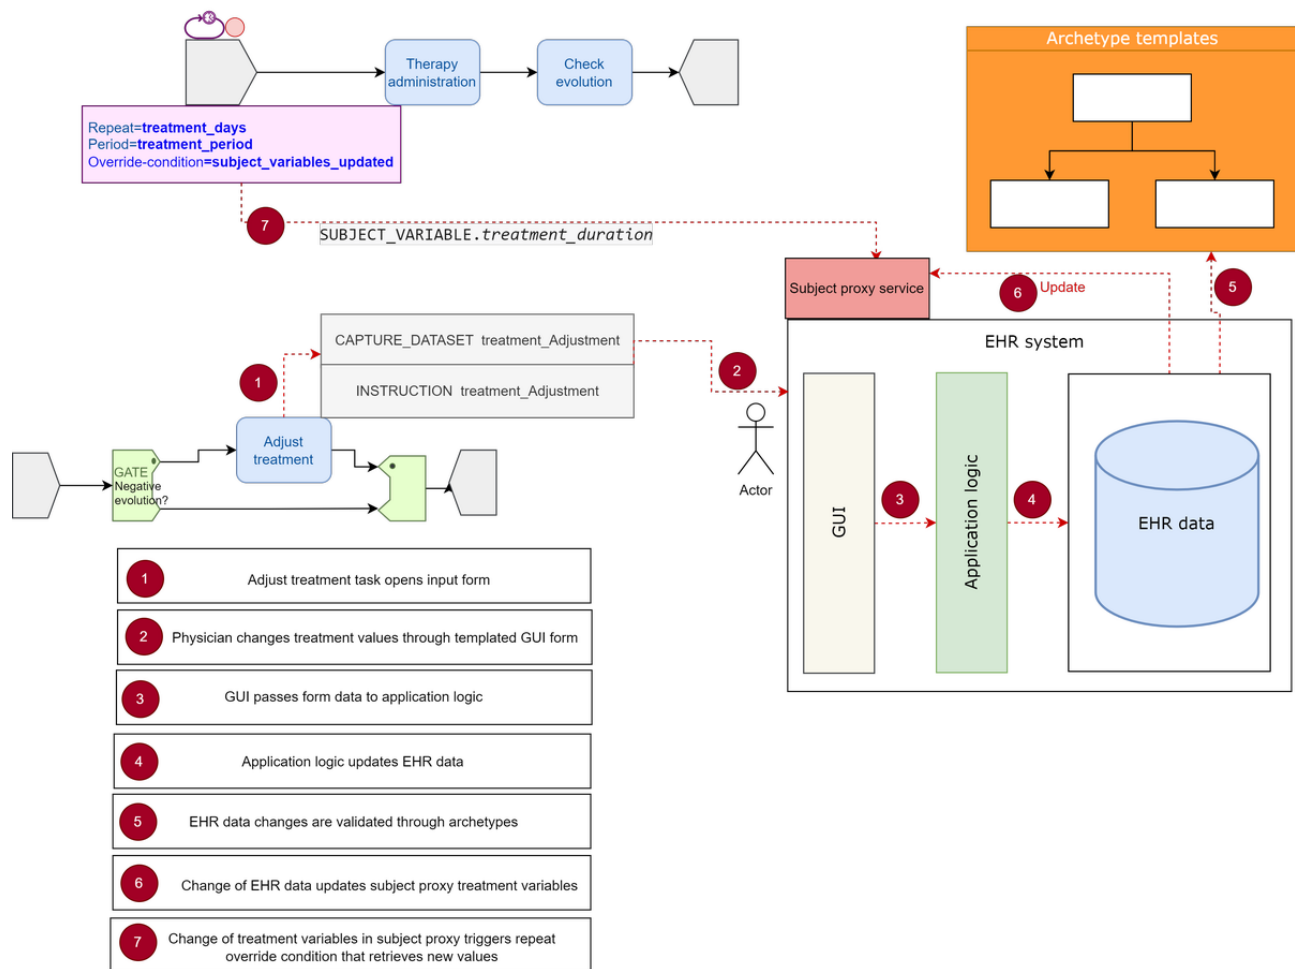 Archetype templates
Therapy
administration
Check
evolution
Repeat=treatment_days
Period=treatment_period
Override-condition=subject_variables_updated
7
SUBJECT_VARIABLE.treatment_duration
Subject proxy service
6
Update
5
EHR system
CAPTURE_DATASET treatment_Adjustment
INSTRUCTION treatment_Adjustment
1
2
Actor
Adjust
treatment
GATE
Negative
evolution?
GUI
3
Application logic
4
EHR data
1
Adjust treatment task opens input form
2
Physician changes treatment values through templated GUI form
3
GUI passes form data to application logic
4
Application logic updates EHR data
5
EHR data changes are validated through archetypes
6
Change of EHR data updates subject proxy treatment variables
7
Change of treatment variables in subject proxy triggers repeat
override condition that retrieves new values